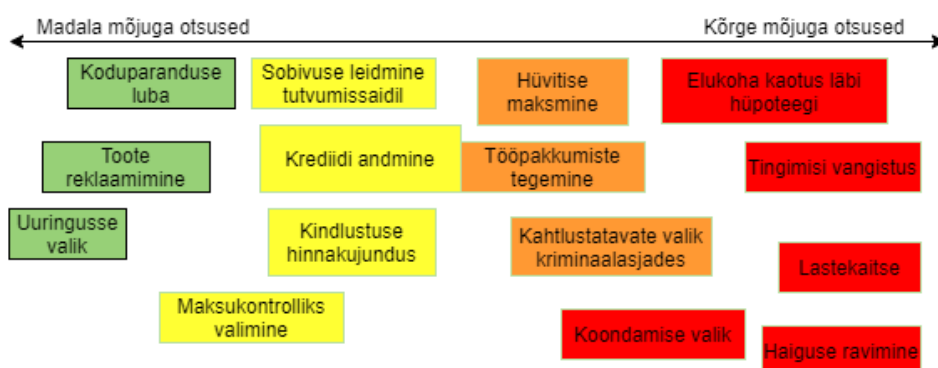 Madala mõjuga otsused
Kõrge mõjuga otsused
Koduparanduse
luba
Sobivuse leidmine
tutvumissaidil
Hüvitise
maksmine
Elukoha kaotus läbi
hüpoteegi
Toote
reklaamimine
Krediidi andmine
Tööpakkumiste
tegemine
Tingimisi vangistus
Uuringusse
valik
Kindlustuse
hinnakujundus
Kahtlustatavate valik
kriminaalasjades
Lastekaitse
Maksukontrolliks
valimine
Koondamise valik
Haiguse ravimine